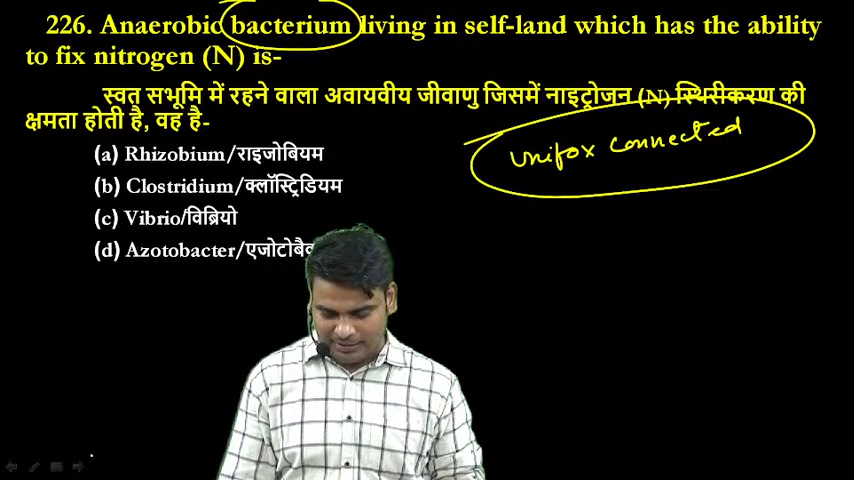 226. Anaerobic bacterium living in self-land which has the ability
to fix nitrogen (N) is-
स्वत सभूमि में रहने वाला अवायवीय जीवाणु जिसमें नाइट्रोजन (N) स्थिरीकरण की
क्षमता होती है, वह है-
unifox connected
(a) Rhizobium/राइजोबियम
(b) Clostridium/क्लॉस्ट्रिडियम
(c) Vibrio/विब्रियो
(d) Azotobacter/